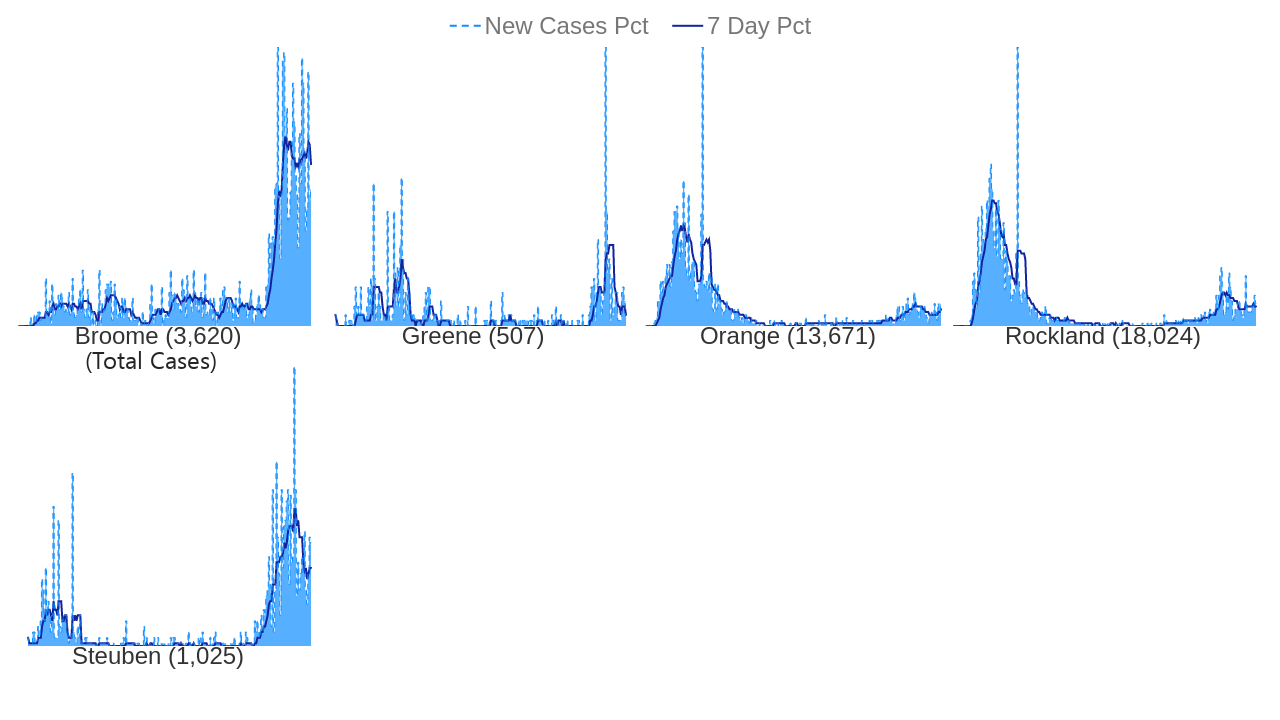 New Cases Pct 7 Day Pct
Broome (3,620)
(Total Cases)
Greene (507)
Orange (13,671)
Rockland (18,024)
Steuben (1,025)